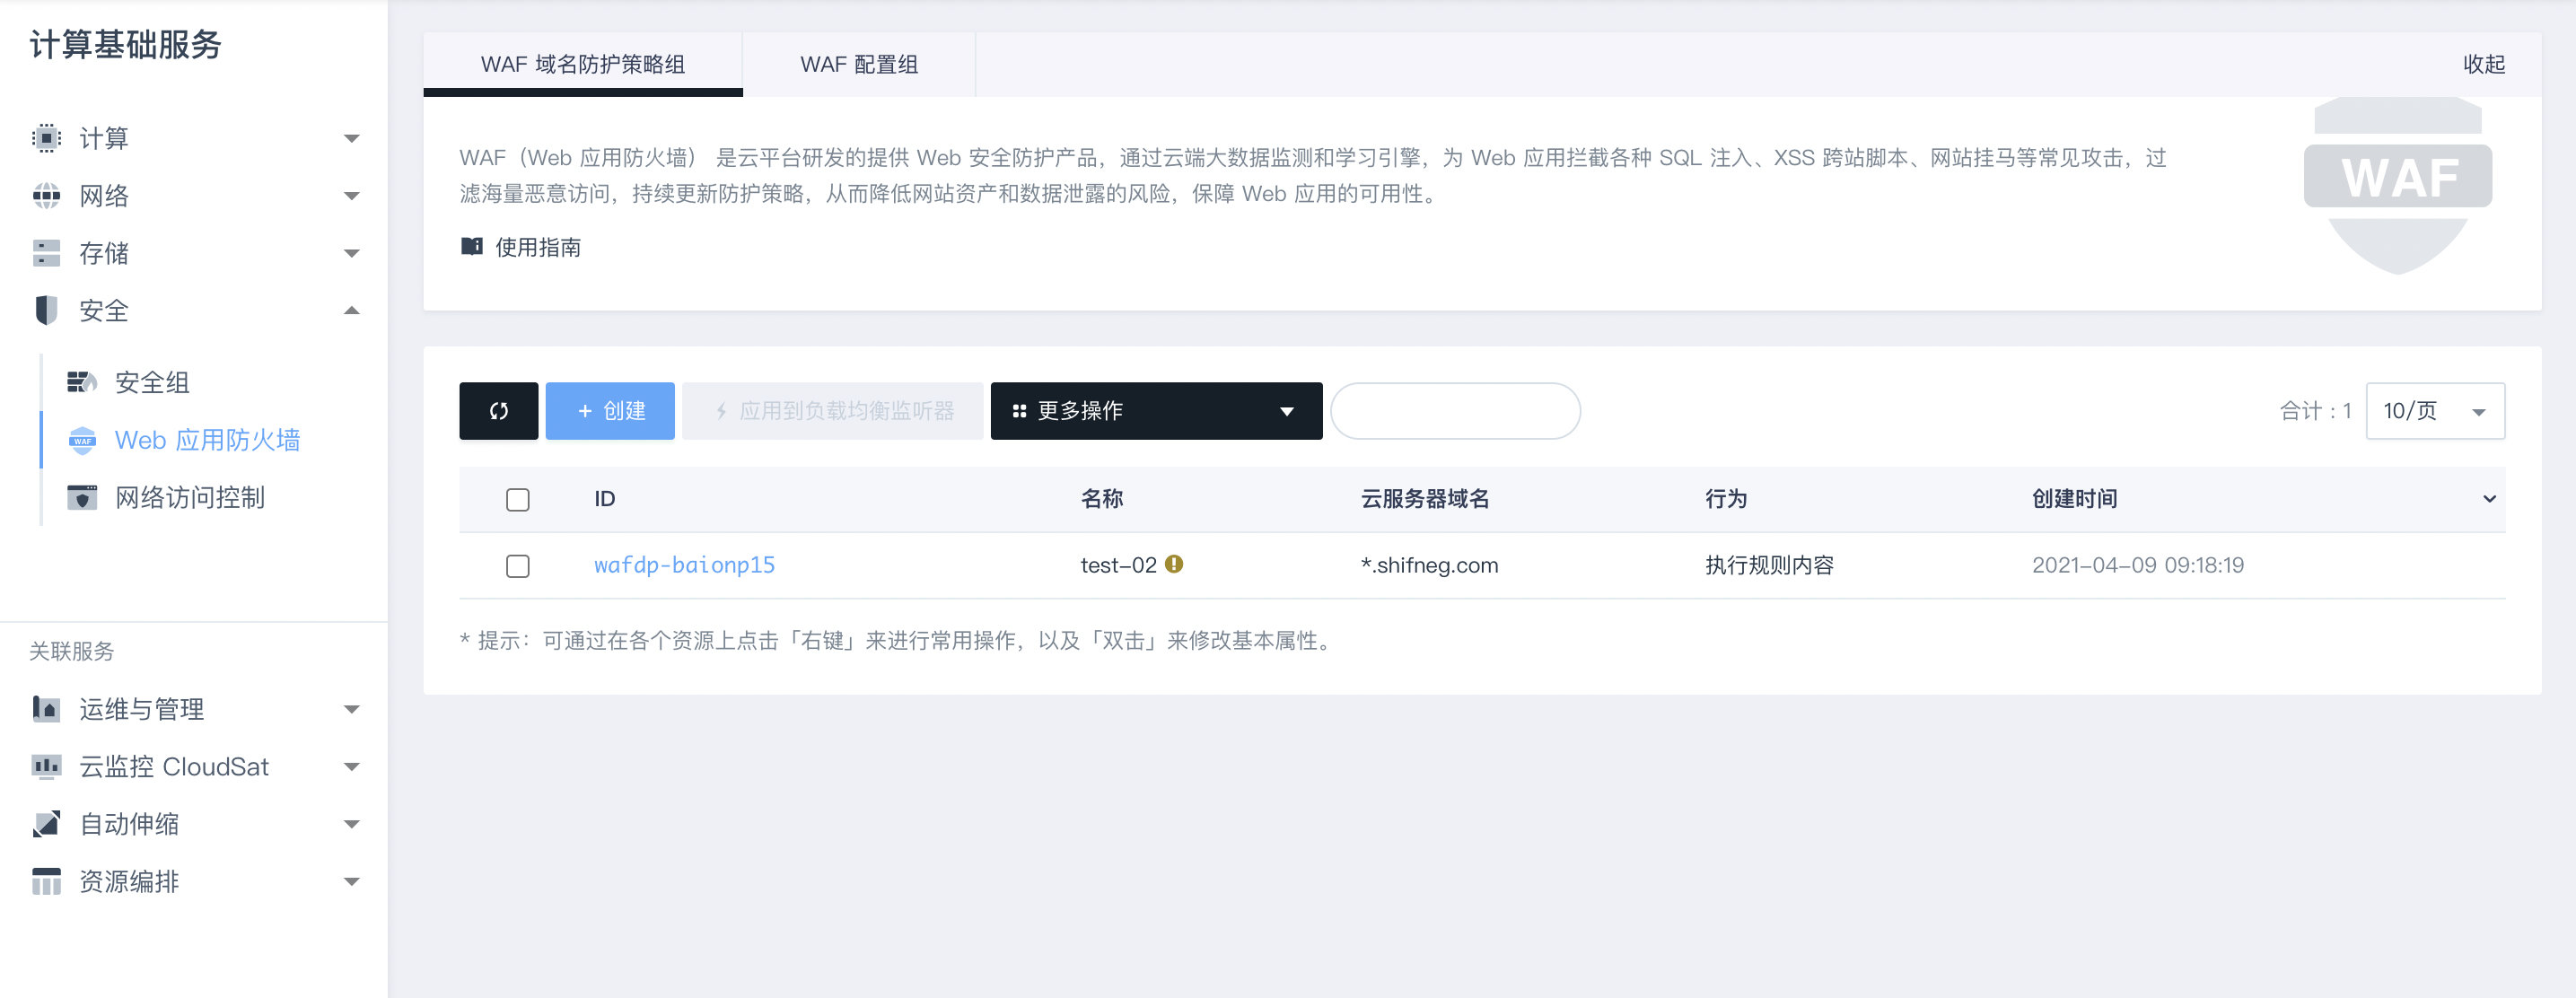 计算基础服务
计算
网络
存储
安全
安全组
Web 应用防火墙
网络访问控制
关联服务
运维与管理
云监控 CloudSat
自动伸缩
资源编排
WAF 域名防护策略组
WAF 配置组
收起
WAF（Web 应用防火墙） 是云平台研发的提供 Web 安全防护产品，通过云端大数据监测和学习引擎，为 Web 应用拦截各种 SQL 注入、XSS 跨站脚本、网站挂马等常见攻击，过
滤海量恶意访问，持续更新防护策略，从而降低网站资产和数据泄露的风险，保障 Web 应用的可用性。
使用指南
WAF
+ 创建
应用到负载均衡监听器
更多操作
合计：1
10/页
ID 名称 云服务器域名 行为 创建时间
wafdp-baionp15 test-02 *.shifneg.com 执行规则内容 2021-04-09 09:18:19
* 提示：可通过在各个资源上点击「右键」来进行常用操作，以及「双击」来修改基本属性。